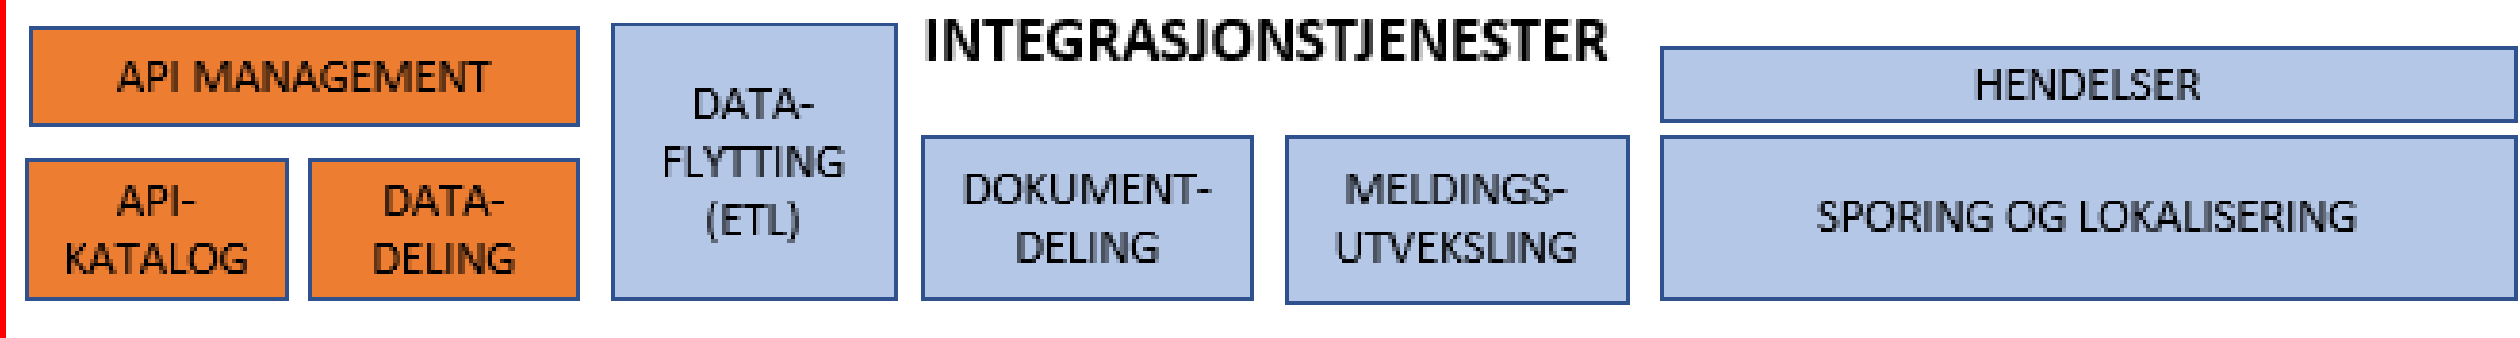 INTEGRASJONSTJENESTER
API MANAGEMENT
API-
KATALOG
DATA-
DELING
DATA-
FLYTTING
(ETL)
DOKUMENT-
DELING
MELDINGS-
UTVEKSLING
HENDELSER
SPORING OG LOKALISERING